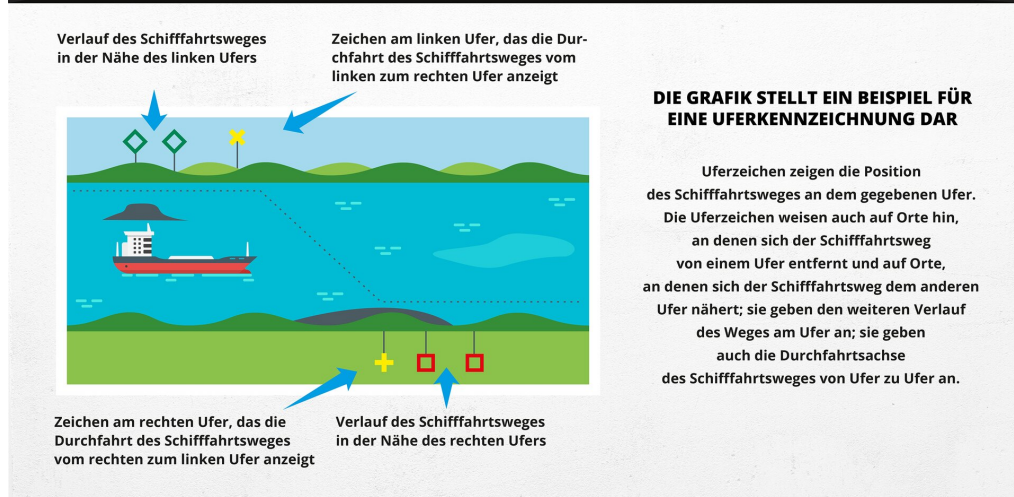 Verlauf des Schifffahrtsweges
in der Nähe des linken Ufers
Zeichen am linken Ufer, das die Dur-
chfahrt des Schifffahrtsweges vom
linken zum rechten Ufer anzeigt
DIE GRAFIK STELLT EIN BEISPIEL FÜR
EINE UFERKENNZEICHNUNG DAR
Uferzeichen zeigen die Position
des Schifffahrtsweges an dem gegebenen Ufer.
Die Uferzeichen weisen auch auf Orte hin,
an denen sich der Schifffahrtsweg
von einem Ufer entfernt und auf Orte,
an denen sich der Schifffahrtsweg dem anderen
Ufer nähert; sie geben den weiteren Verlauf
des Weges am Ufer an; sie geben
auch die Durchfahrtsachse
des Schifffahrtsweges von Ufer zu Ufer an.
Zeichen am rechten Ufer, das die
Durchfahrt des Schifffahrtsweges
vom rechten zum linken Ufer anzeigt
Verlauf des Schifffahrtsweges
in der Nähe des rechten Ufers